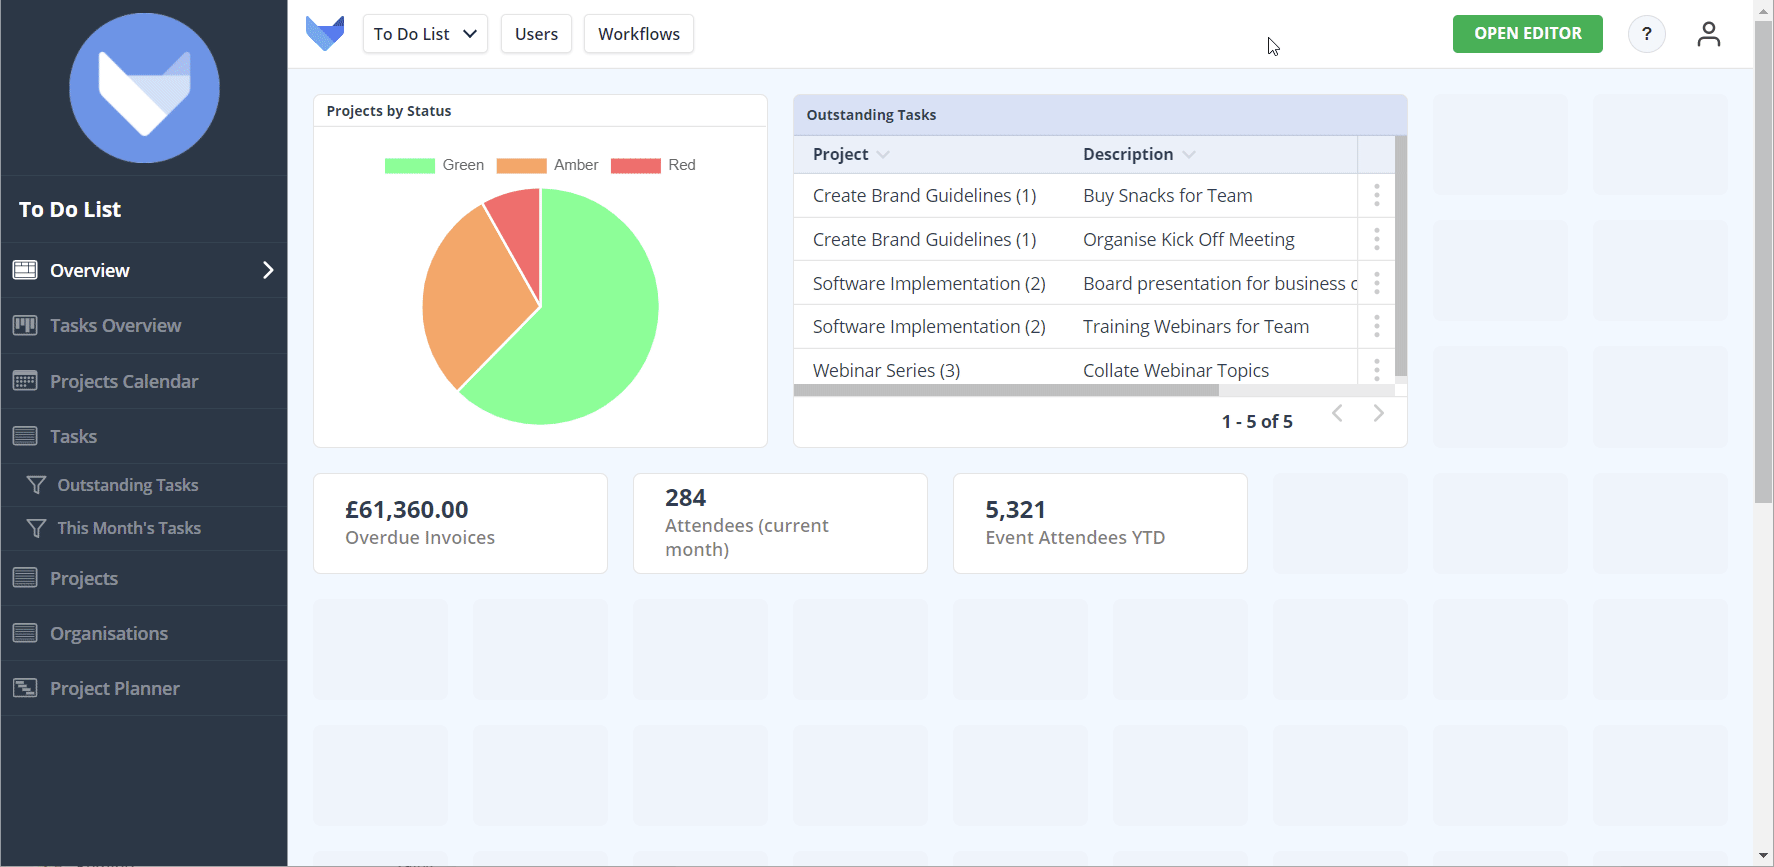 To Do List
Users
Workflows
OPEN EDITOR
?
To Do List
Overview
Tasks Overview
Projects Calendar
Tasks
Outstanding Tasks
This Month's Tasks
Projects
Organisations
Project Planner
Projects by Status
Green
Amber
Red
Outstanding Tasks
Project Description
Create Brand Guidelines (1) Buy Snacks for Team
Create Brand Guidelines (1) Organise Kick Off Meeting
Software Implementation (2) Board presentation for business
Software Implementation (2) Training Webinars for Team
Webinar Series (3) Collate Webinar Topics
1 - 5 of 5
£61,360.00
Overdue Invoices
284
Attendees (current
month)
5,321
Event Attendees YTD